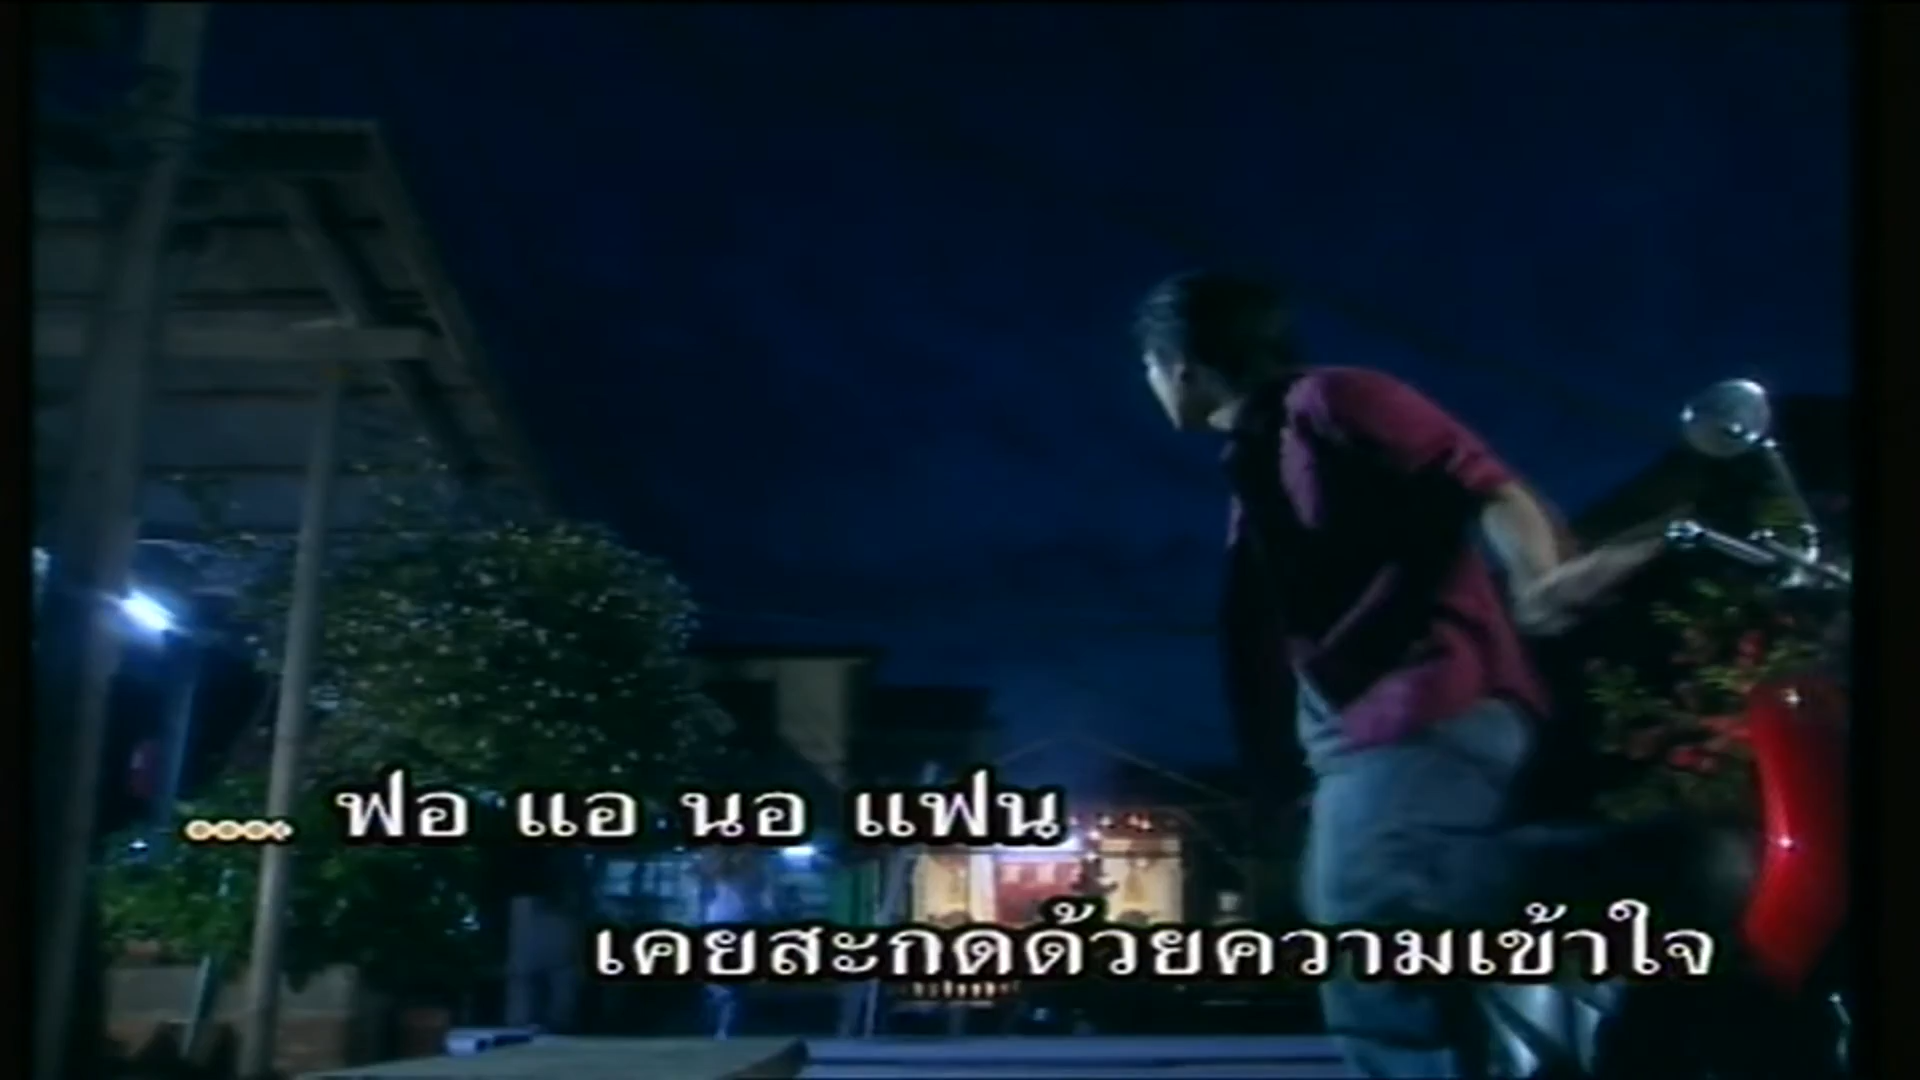 .... ฟอ แอ นอ แฟน
เคยสะกดด้วยความเข้าใจ